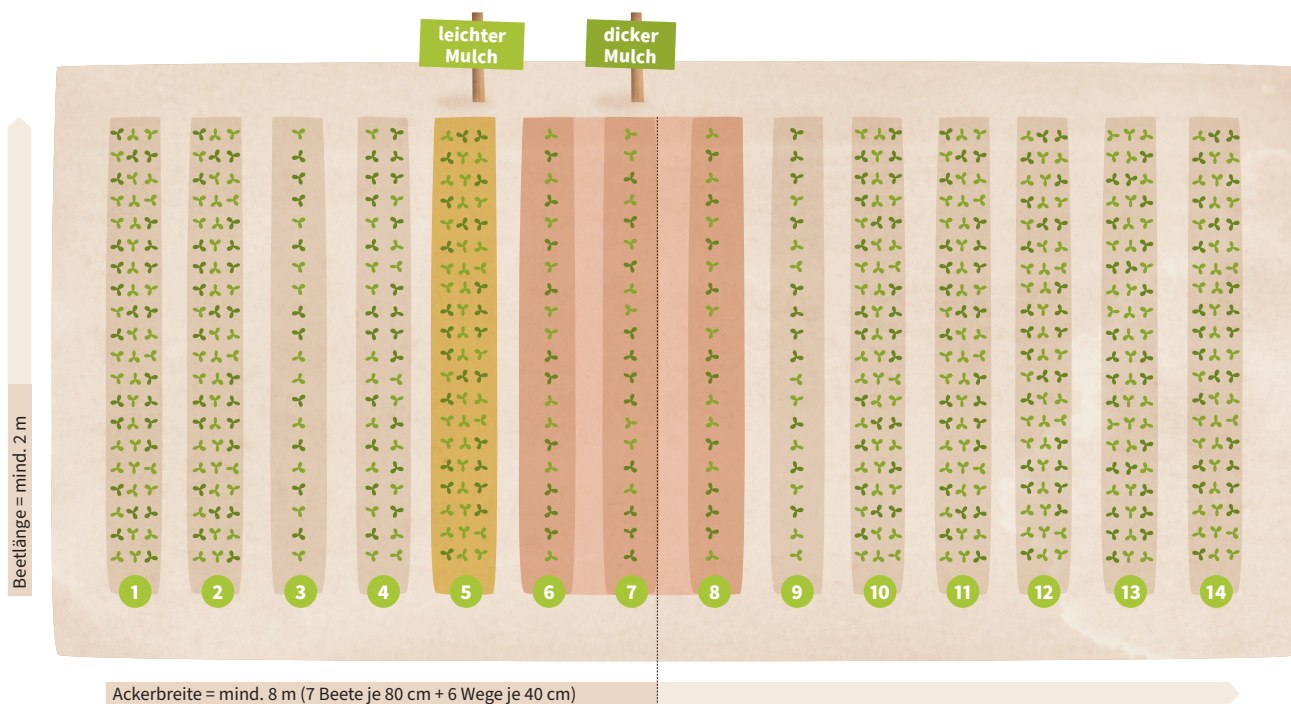 leichter
Mulch
dicker
Mulch
Beetlänge = mind. 2 m
1 2 3 4 5 6 7 8 9 10 11 12 13 14
Ackerbreite = mind. 8 m (7 Beete je 80 cm + 6 Wege je 40 cm)